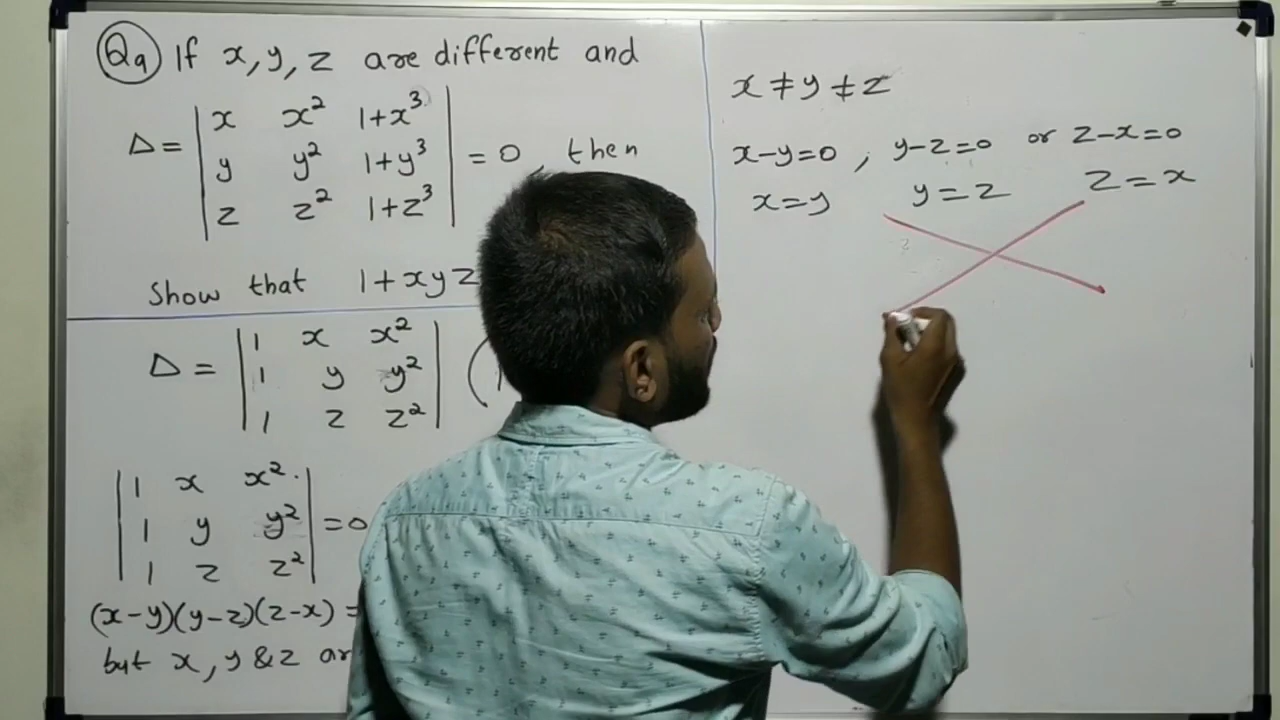 Q9 If x, y, z are different and
Δ = | x x² 1+x³ |
| y y² 1+y³ | = 0, then
| z z² 1+z³ |
Show that 1+xyz
Δ = | 1 x x² |
| 1 y y² | (
| 1 z z² |
| 1 x x² |
| 1 y y² | = 0
| 1 z z² |
(x-y)(y-z)(z-x) =
but x, y & z
x ≠ y ≠ z
x-y=0, y-z=0 or z-x=0
x=y y=z z=x